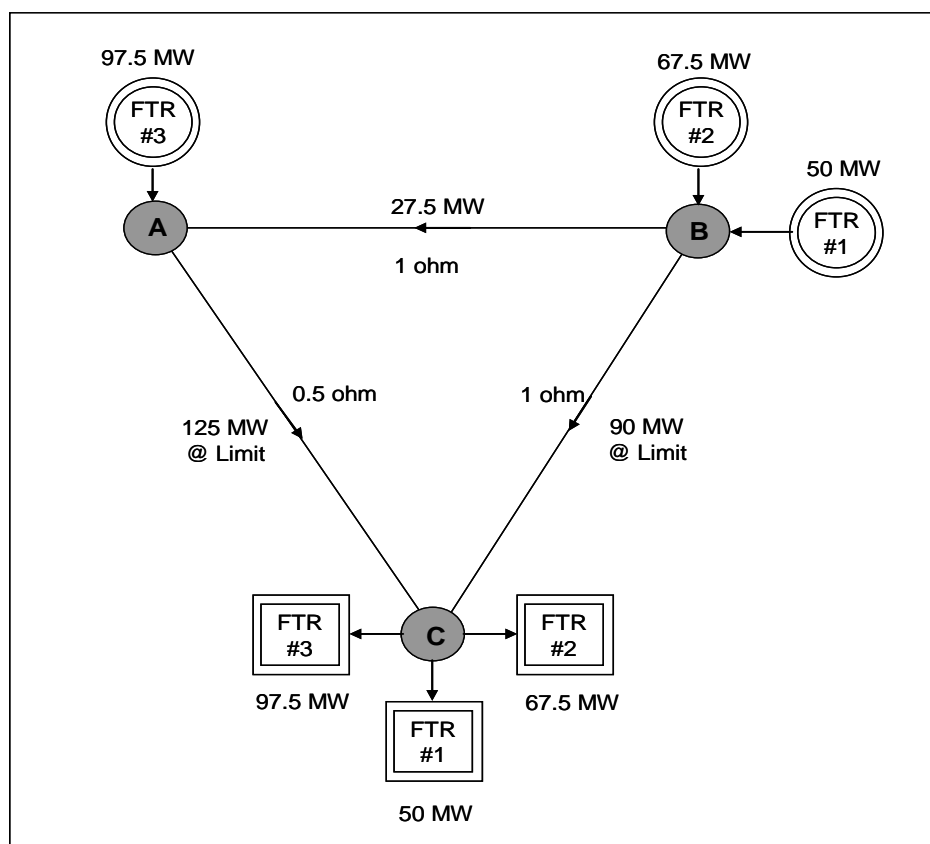 97.5 MW
FTR
#3
67.5 MW
FTR
#2
50 MW
FTR
#1
A
27.5 MW
1 ohm
B
0.5 ohm
125 MW
@ Limit
1 ohm
90 MW
@ Limit
FTR
#3
97.5 MW
C
FTR
#2
67.5 MW
FTR
#1
50 MW